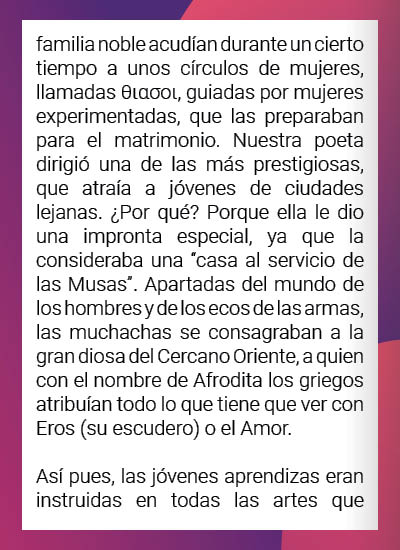 familia noble acudían durante un cierto
tiempo a unos círculos de mujeres,
llamadas θιασοι, guiadas por mujeres
experimentadas, que las preparaban
para el matrimonio. Nuestra poeta
dirigió una de las más prestigiosas,
que atraía a jóvenes de ciudades
lejanas. ¿Por qué? Porque ella le dio
una impronta especial, ya que la
consideraba una “casa al servicio de
las Musas”. Apartadas del mundo de
los hombres y de los ecos de las armas,
las muchachas se consagraban a la
gran diosa del Cercano Oriente, a quien
con el nombre de Afrodita los griegos
atribuían todo lo que tiene que ver con
Eros (su escudero) o el Amor.
Así pues, las jóvenes aprendizas eran
instruidas en todas las artes que